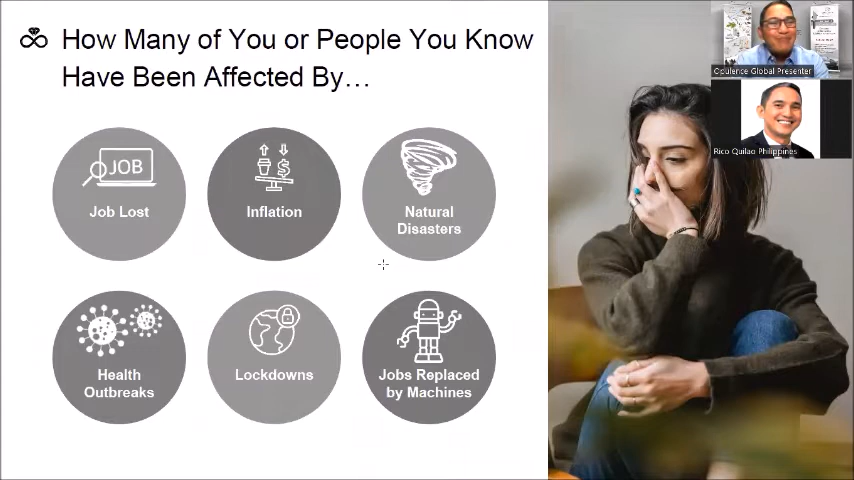 How Many of You or People You Know
Have Been Affected By…
Opulence Global Presenter
Rico Quilao Philippines
JOB
Job Lost
Inflation
Natural
Disasters
Health
Outbreaks
Lockdowns
Jobs Replaced
by Machines